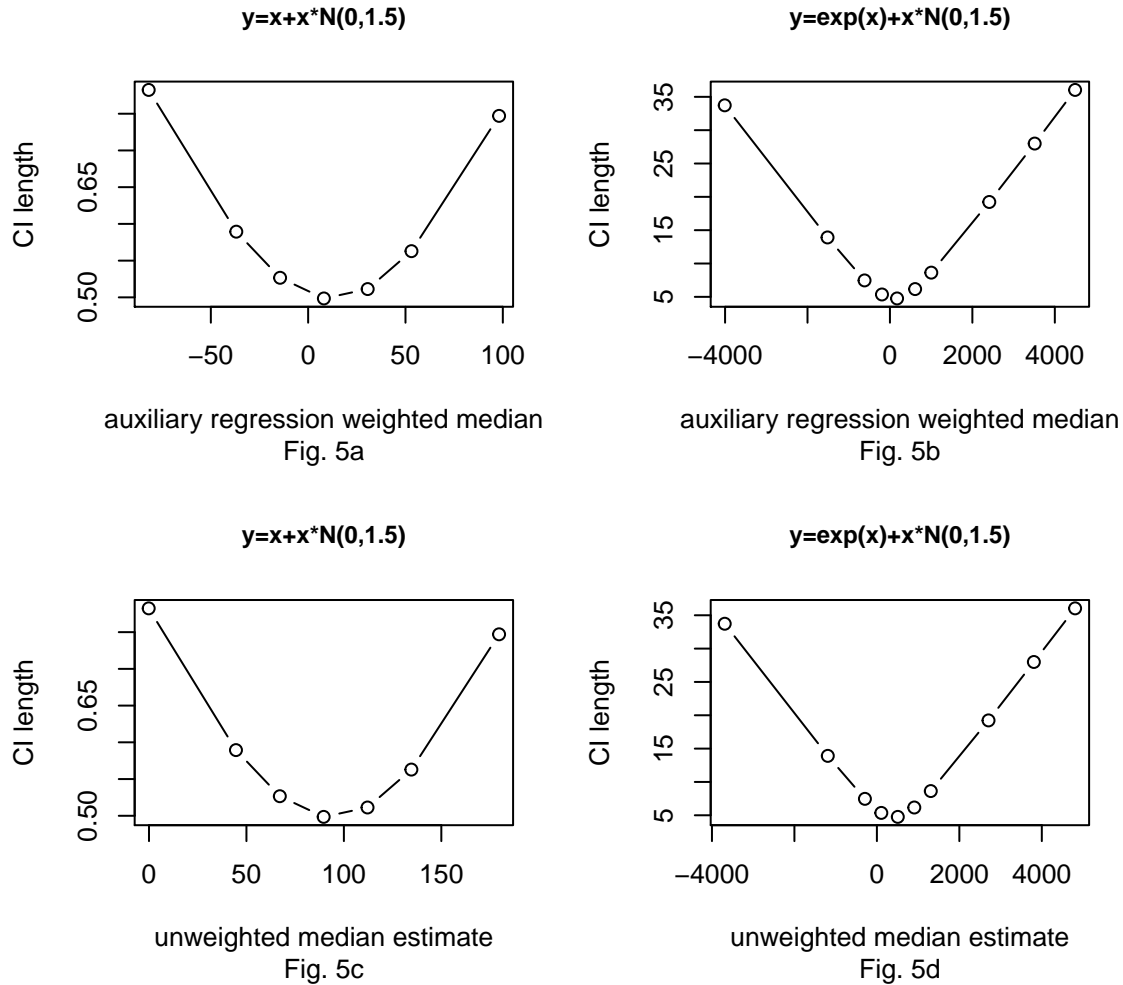 y=x+x*N(0,1.5)
CI length
0.50
0.65
−50
0
50
100
auxiliary regression weighted median
Fig. 5a
y=exp(x)+x*N(0,1.5)
CI length
5
15
25
35
−4000
0
2000
4000
auxiliary regression weighted median
Fig. 5b
y=x+x*N(0,1.5)
CI length
0.50
0.65
0
50
100
150
unweighted median estimate
Fig. 5c
y=exp(x)+x*N(0,1.5)
CI length
5
15
25
35
−4000
0
2000
4000
unweighted median estimate
Fig. 5d